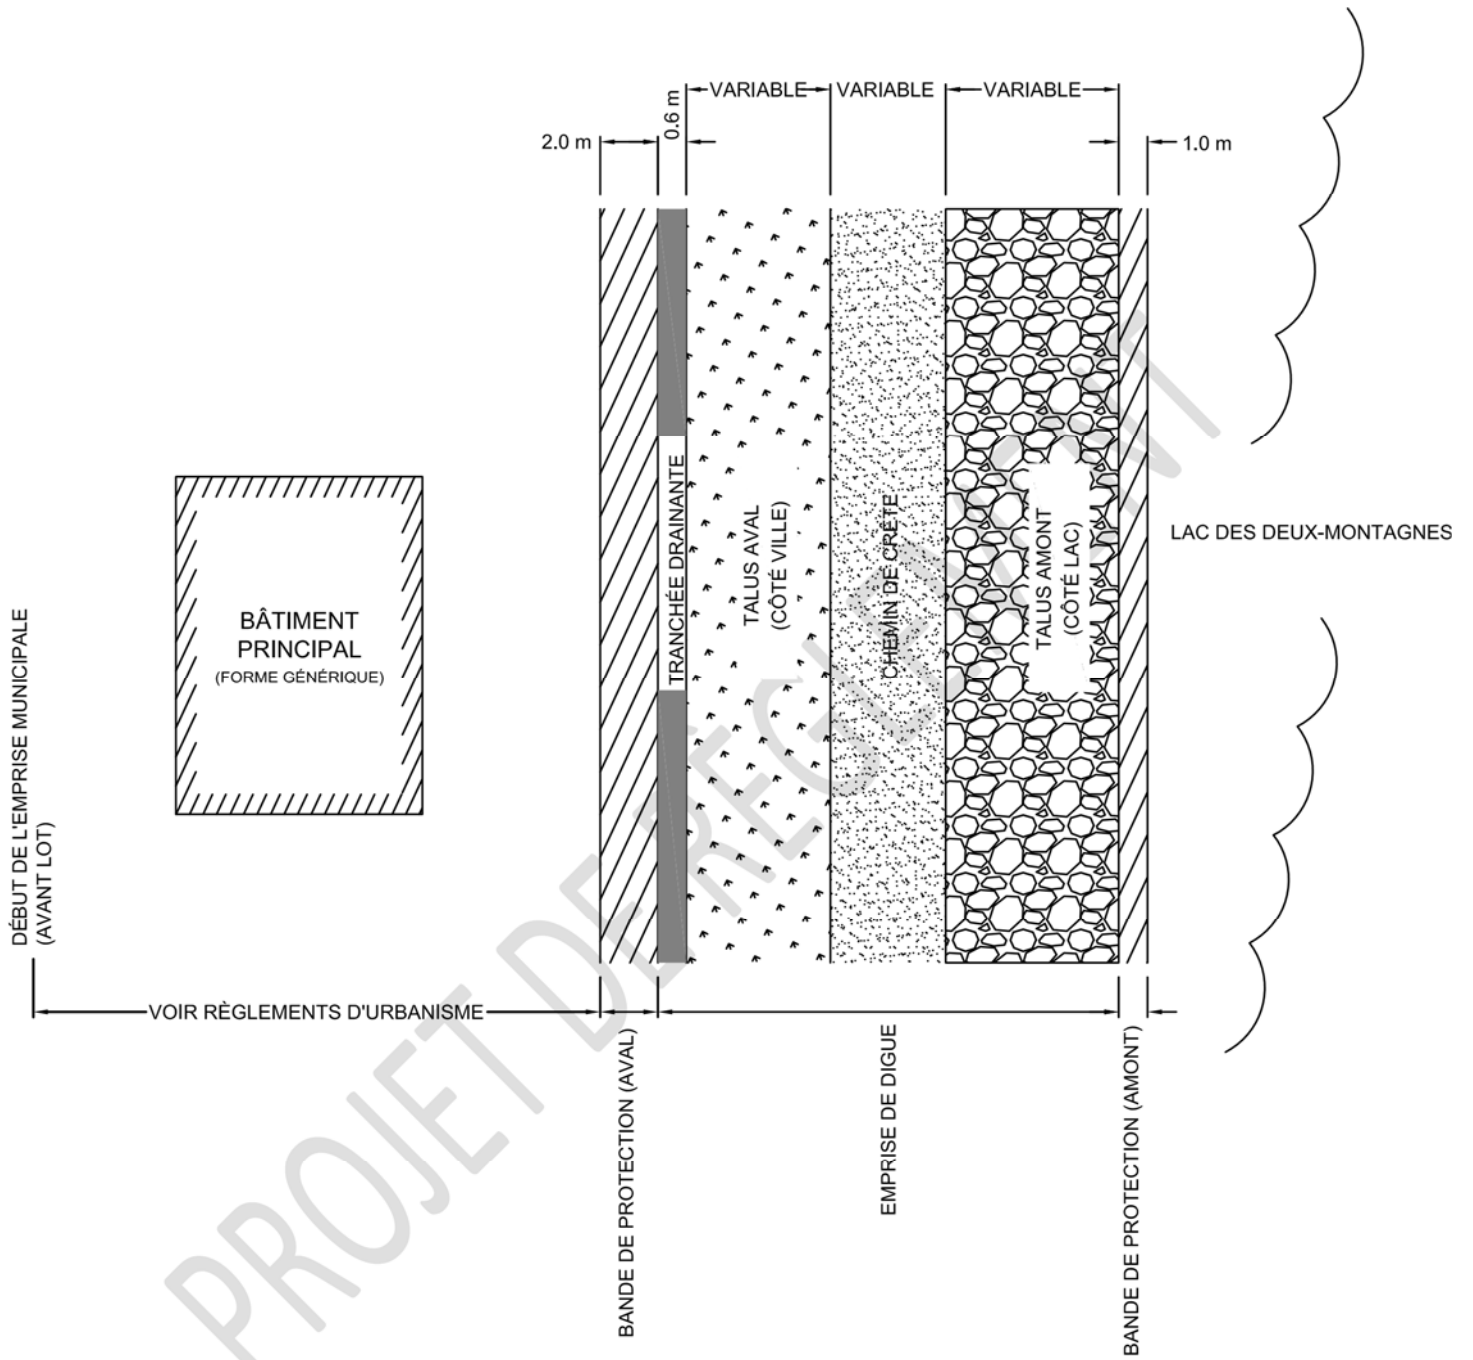 VARIABLE
VARIABLE
VARIABLE
0.6 m
2.0 m
1.0 m
TRANCHÉE DRAINANTE
TALUS AVAL
(CÔTÉ VILLE)
CHEMIN DE CRÊTE
TALUS AMONT
(CÔTÉ LAC)
LAC DES DEUX-MONTAGNES
BÂTIMENT
PRINCIPAL
(FORME GÉNÉRIQUE)
DÉBUT DE L'EMPRISE MUNICIPALE
(AVANT LOT)
VOIR RÈGLEMENTS D'URBANISME
BANDE DE PROTECTION (AVAL)
EMPRISE DE DIGUE
BANDE DE PROTECTION (AMONT)
PROJET DE RÈGLEMENT